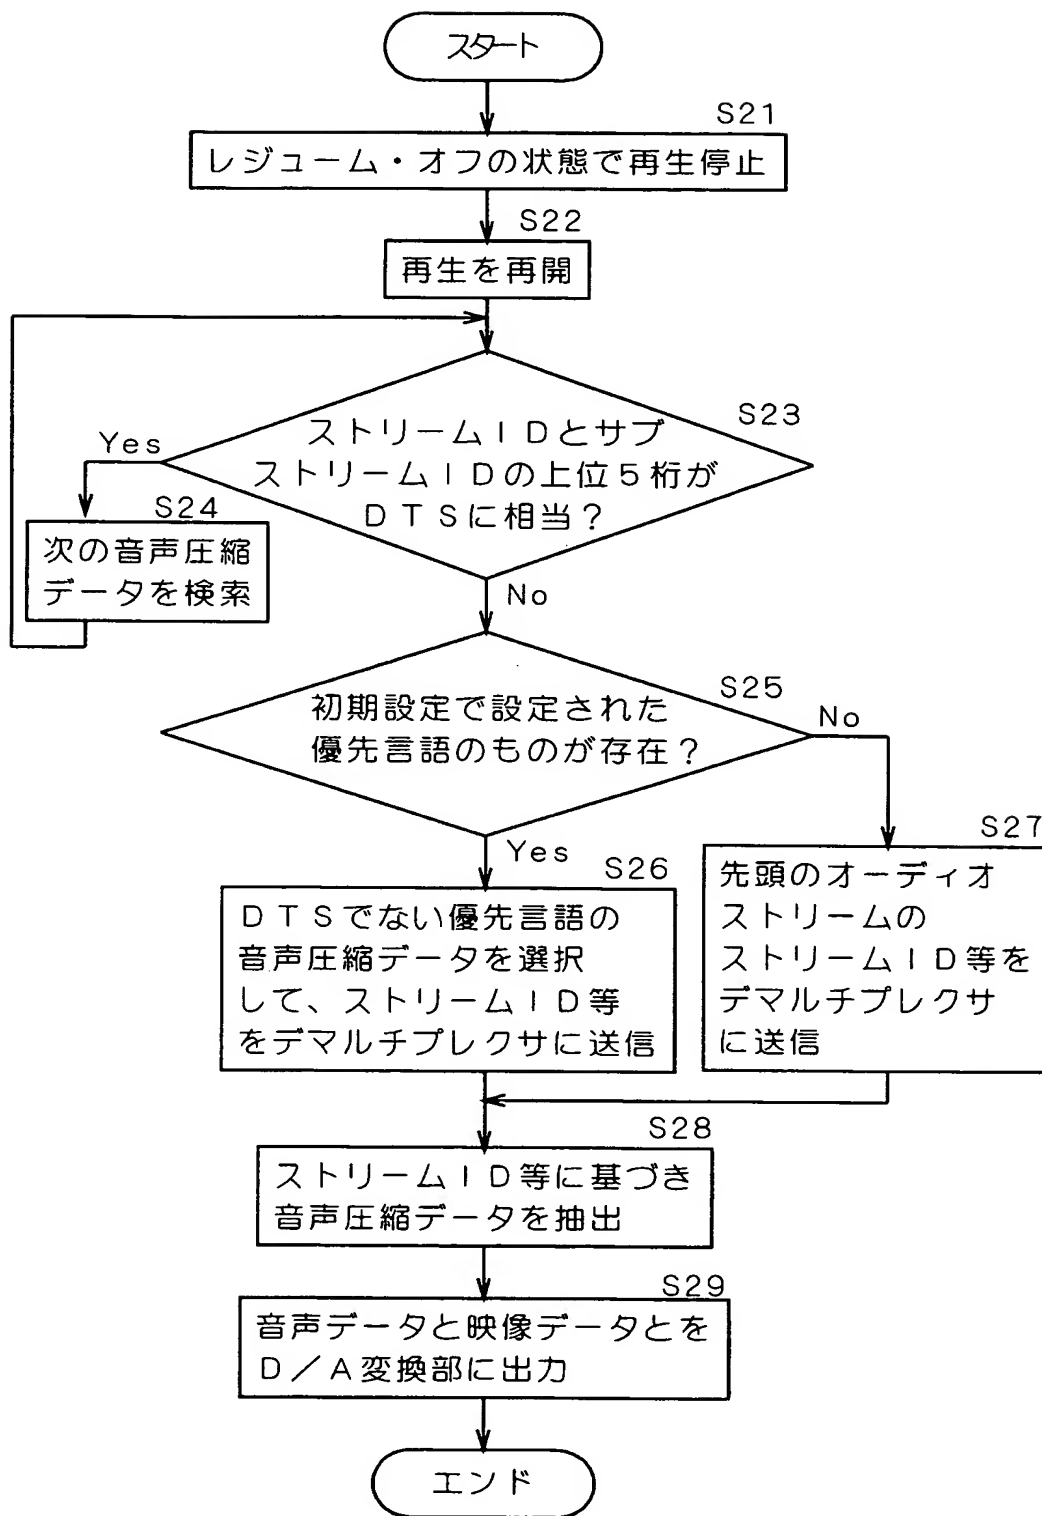 スタート
S21
レジューム・オフの状態で再生停止
S22
再生を再開
S23
ストリームIDとサブ
ストリームIDの上位5桁が
DTSに相当？
Yes
S24
次の音声圧縮
データを検索
No
S25
初期設定で設定された
優先言語のものが存在？
No
Yes
S26
DTSでない優先言語の
音声圧縮データを選択
して、ストリームID等
をデマルチプレクサに送信
S27
先頭のオーディオ
ストリームの
ストリームID等を
デマルチプレクサ
に送信
S28
ストリームID等に基づき
音声圧縮データを抽出
S29
音声データと映像データとを
D／A変換部に出力
エンド